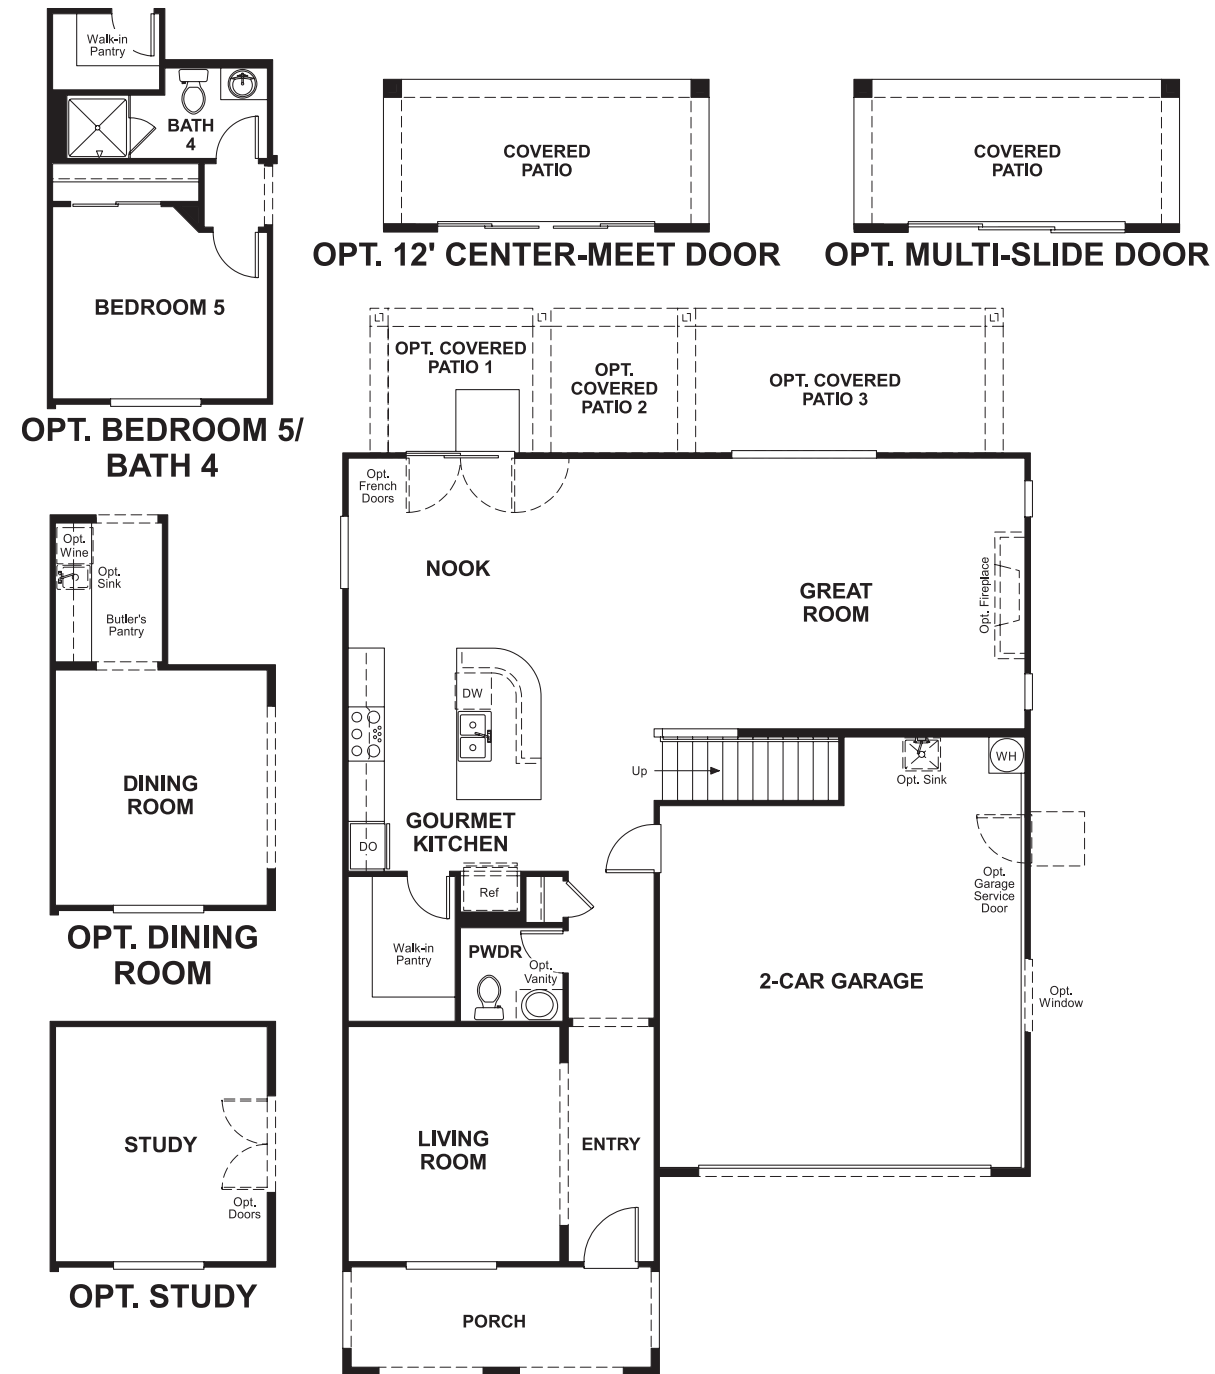 Walk-in
Pantry
BATH
4
BEDROOM 5
OPT. BEDROOM 5/
BATH 4
COVERED
PATIO
OPT. 12' CENTER-MEET DOOR
COVERED
PATIO
OPT. MULTI-SLIDE DOOR
Opt.
Wine
Opt.
Sink
Butler's
Pantry
DINING
ROOM
OPT. DINING
ROOM
STUDY
Opt.
Doors
OPT. STUDY
OPT. COVERED
PATIO 1
OPT.
COVERED
PATIO 2
OPT. COVERED
PATIO 3
Opt.
French
Doors
NOOK
GREAT
ROOM
Opt. Fireplace
DW
Up
Opt. Sink
WH
GOURMET
KITCHEN
DO
Ref
Opt.
Garage
Service
Door
Walk-in
Pantry
PWDR
Opt.
Vanity
2-CAR GARAGE
Opt.
Window
LIVING
ROOM
ENTRY
PORCH